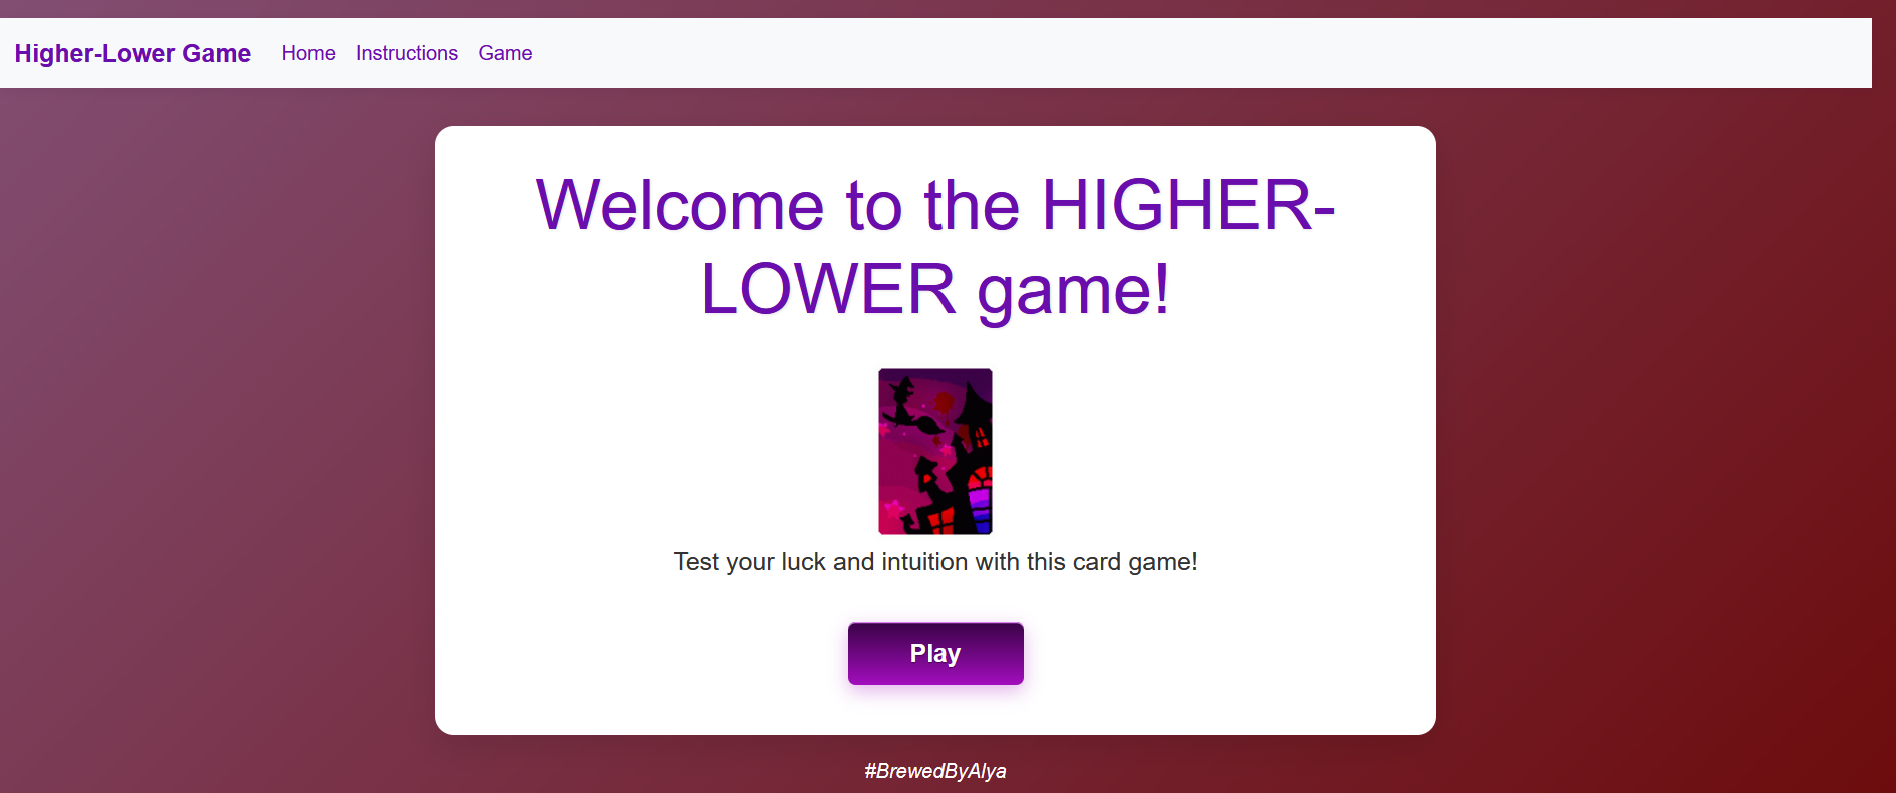 Higher-Lower Game Home Instructions Game
Welcome to the HIGHER-
LOWER game!
Test your luck and intuition with this card game!
Play
#BrewedByAlya